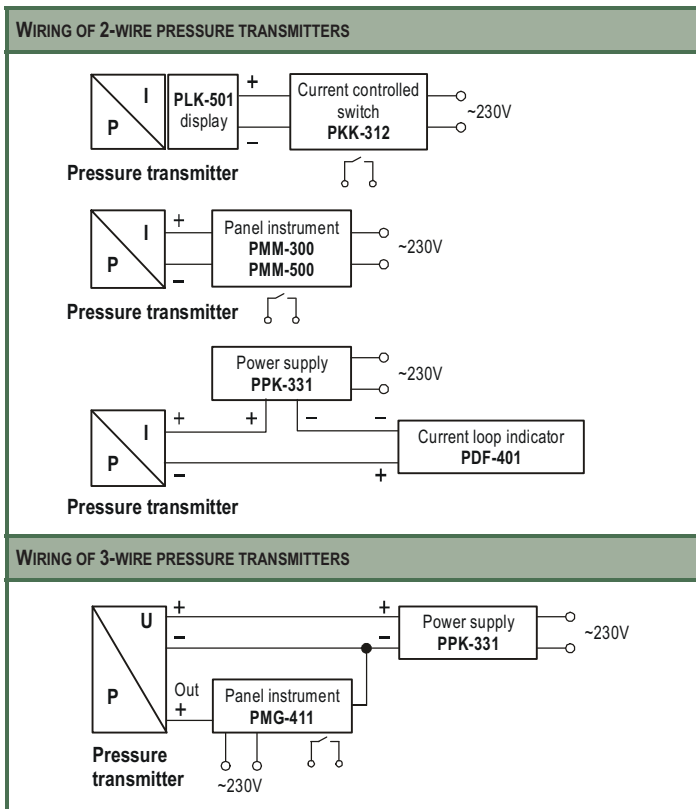 WIRING OF 2-WIRE PRESSURE TRANSMITTERS
I
P
PLK-501
display
+
−
Current controlled
switch
PKK-312
~230V
Pressure transmitter
I
P
+
−
Panel instrument
PMM-300
PMM-500
~230V
Pressure transmitter
Power supply
PPK-331
~230V
I
P
+
+
−
−
−
+
Current loop indicator
PDF-401
Pressure transmitter
WIRING OF 3-WIRE PRESSURE TRANSMITTERS
U
P
+
−
+
−
Power supply
PPK-331
~230V
Out
+
Panel instrument
PMG-411
~230V
Pressure
transmitter